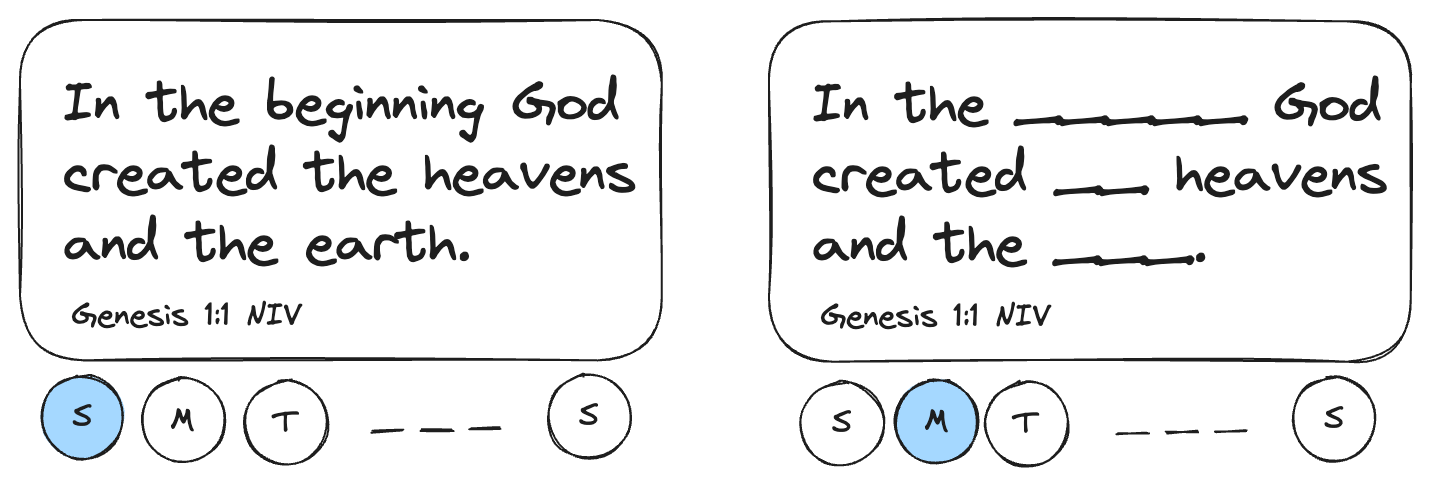 In the beginning God
created the heavens
and the earth.
Genesis 1:1 NIV
S M T _ _ _ S
In the _____ God
created __ heavens
and the ___.
Genesis 1:1 NIV
S M T _ _ _ S